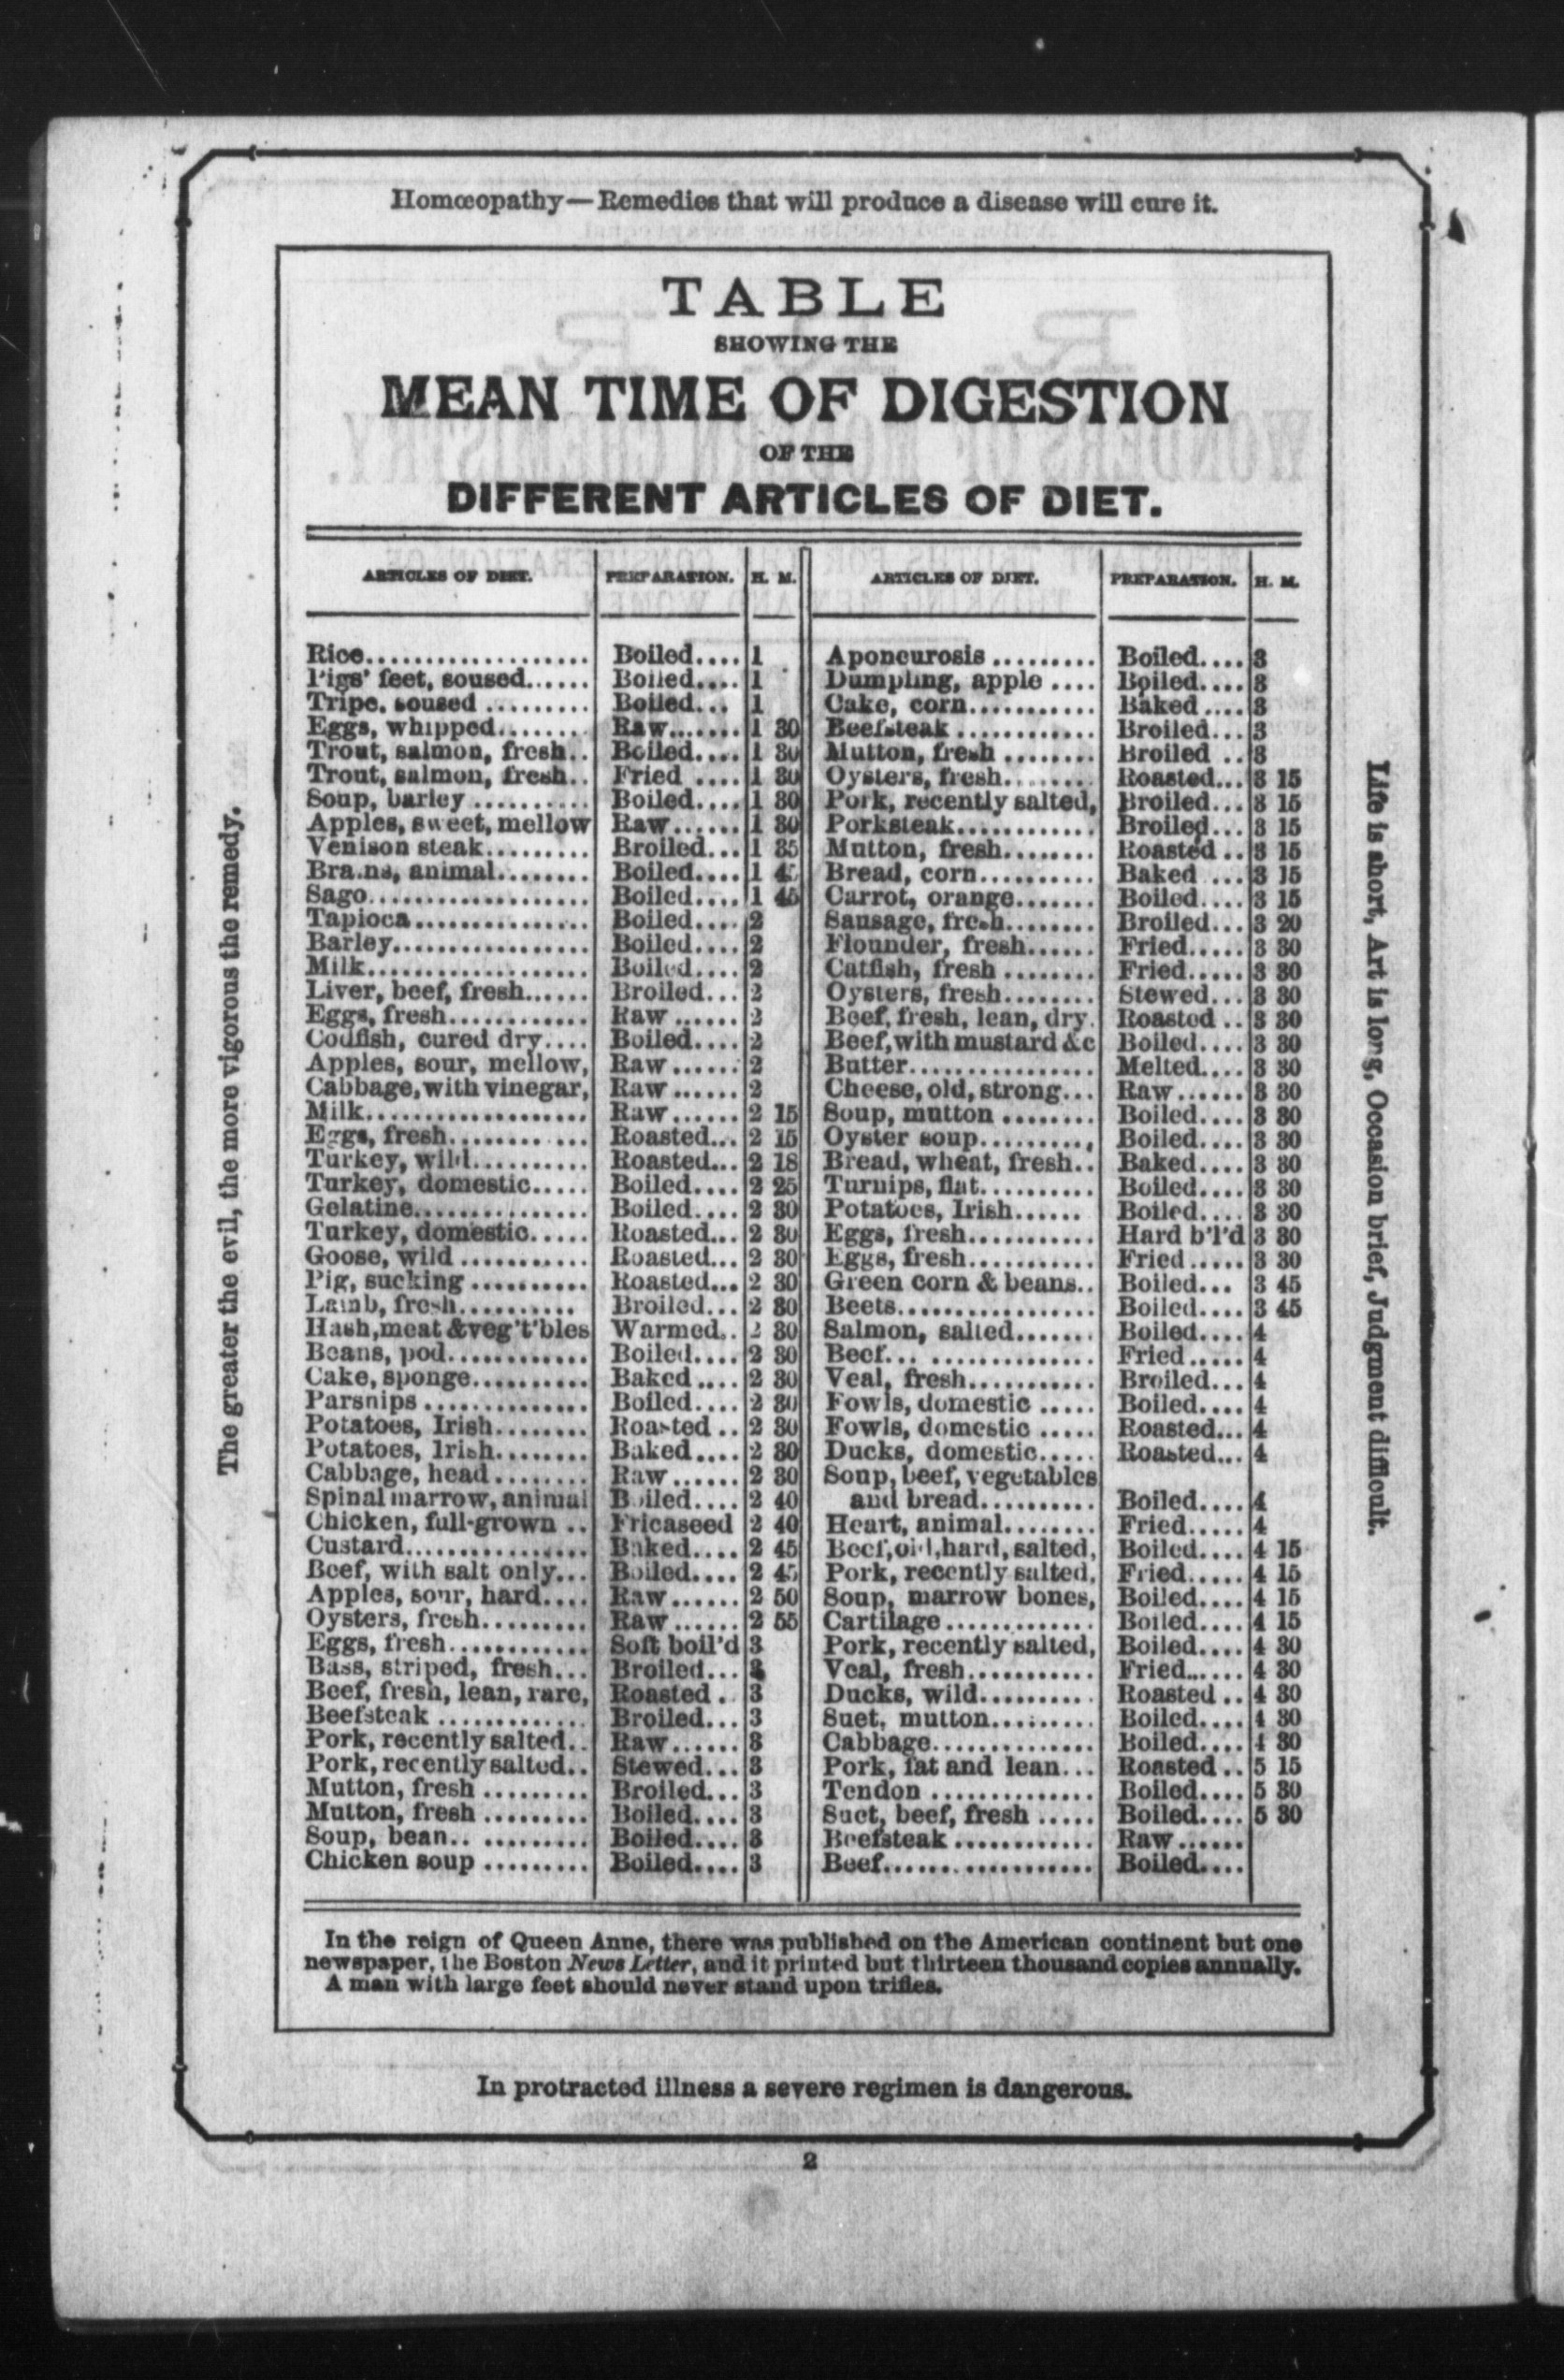 Homœopathy—Remedies that will produce a disease will cure it.
TABLE
SHOWING THE
MEAN TIME OF DIGESTION
OF THE
DIFFERENT ARTICLES OF DIET.
ARTICLES OF DIET. PREPARATION. H. M.
Rice................... Boiled.... 1
Pigs' feet, soused...... Boiled.... 1
Tripe. soused ......... Boiled... 1
Eggs, whipped........ Raw....... 1 30
Trout, salmon, fresh.. Boiled.... 1 30
Trout, salmon, fresh.. Fried .... 1 30
Soup, barley .......... Boiled.... 1 30
Apples, sweet, mellow Raw...... 1 30
Venison steak......... Broiled... 1 35
Brains, animal........ Boiled.... 1 45
Sago................... Boiled.... 1 45
Tapioca............... Boiled.... 2
Barley................. Boiled.... 2
Milk................... Boiled.... 2
Liver, beef, fresh...... Broiled... 2
Eggs, fresh............ Raw ...... 2
Codfish, cured dry.... Boiled.... 2
Apples, sour, mellow, Raw...... 2
Cabbage, with vinegar, Raw...... 2
Milk................... Raw...... 2 15
Eggs, fresh............ Roasted... 2 15
Turkey, wild.......... Roasted... 2 18
Turkey, domestic..... Boiled.... 2 25
Gelatine............... Boiled.... 2 30
Turkey, domestic..... Roasted... 2 30
Goose, wild ........... Roasted... 2 30
Pig, sucking .......... Roasted... 2 30
Lamb, fresh.......... Broiled... 2 30
Hash, meat & veg't'bles Warmed.. 2 30
Beans, pod............ Boiled.... 2 30
Cake, sponge.......... Baked .... 2 30
Parsnips .............. Boiled.... 2 30
Potatoes, Irish........ Roasted .. 2 30
Potatoes, Irish........ Baked.... 2 30
Cabbage, head ........ Raw ...... 2 30
Spinal marrow, animal Boiled.... 2 40
Chicken, full-grown .. Fricaseed 2 40
Custard................ Baked.... 2 45
Beef, with salt only... Boiled.... 2 45
Apples, sour, hard.... Raw...... 2 50
Oysters, fresh......... Raw ...... 2 55
Eggs, fresh............ Soft boil'd 3
Bass, striped, fresh... Broiled... 3
Beef, fresh, lean, rare, Roasted .. 3
Beefsteak ............. Broiled... 3
Pork, recently salted.. Raw...... 3
Pork, recently salted.. Stewed... 3
Mutton, fresh ......... Broiled... 3
Mutton, fresh ......... Boiled.... 3
Soup, bean.. ......... Boiled.... 3
Chicken soup ......... Boiled.... 3
ARTICLES OF DIET. PREPARATION. H. M.
Aponeurosis ......... Boiled.... 3
Dumpling, apple .... Boiled.... 3
Cake, corn........... Baked .... 3
Beefsteak ............ Broiled... 3
Mutton, fresh ........ Broiled .. 3
Oysters, fresh........ Roasted... 3 15
Pork, recently salted, Broiled... 3 15
Porksteak............ Broiled... 3 15
Mutton, fresh........ Roasted .. 3 15
Bread, corn.......... Baked ... 3 15
Carrot, orange....... Boiled.... 3 15
Sausage, fresh........ Broiled... 3 20
Flounder, fresh...... Fried..... 3 30
Catfish, fresh ........ Fried..... 3 30
Oysters, fresh........ Stewed... 3 30
Beef, fresh, lean, dry. Roasted .. 3 30
Beef, with mustard &c Boiled.... 3 30
Butter................ Melted.... 3 30
Cheese, old, strong... Raw...... 3 30
Soup, mutton ........ Boiled.... 3 30
Oyster soup.........., Boiled.... 3 30
Bread, wheat, fresh.. Baked.... 3 30
Turnips, flat.......... Boiled.... 3 30
Potatoes, Irish...... Boiled.... 3 30
Eggs, fresh........... Hard b'l'd 3 30
Eggs, fresh........... Fried ..... 3 30
Green corn & beans.. Boiled... 3 45
Beets................. Boiled.... 3 45
Salmon, salted....... Boiled.... 4
Beef... .............. Fried ..... 4
Veal, fresh........... Broiled... 4
Fowls, domestic ..... Boiled.... 4
Fowls, domestic ..... Roasted... 4
Ducks, domestic..... Roasted... 4
Soup, beef, vegetables
and bread.......... Boiled.... 4
Heart, animal........ Fried..... 4
Beef, old, hard, salted, Boiled.... 4 15
Pork, recently salted, Fried..... 4 15
Soup, marrow bones, Boiled.... 4 15
Cartilage ............. Boiled.... 4 15
Pork, recently salted, Boiled.... 4 30
Veal, fresh........... Fried...... 4 30
Ducks, wild.......... Roasted .. 4 30
Suet, mutton......... Boiled.... 4 30
Cabbage.............. Boiled.... 4 30
Pork, fat and lean... Roasted .. 5 15
Tendon .............. Boiled.... 5 30
Suet, beef, fresh ..... Boiled.... 5 30
Beefsteak ............ Raw ......
Beef.................. Boiled....
In the reign of Queen Anne, there was published on the American continent but one
newspaper, the Boston News Letter, and it printed but thirteen thousand copies annually.
A man with large feet should never stand upon trifles.
In protracted illness a severe regimen is dangerous.
2
The greater the evil, the more vigorous the remedy.
Life is short, Art is long, Occasion brief, Judgment difficult.